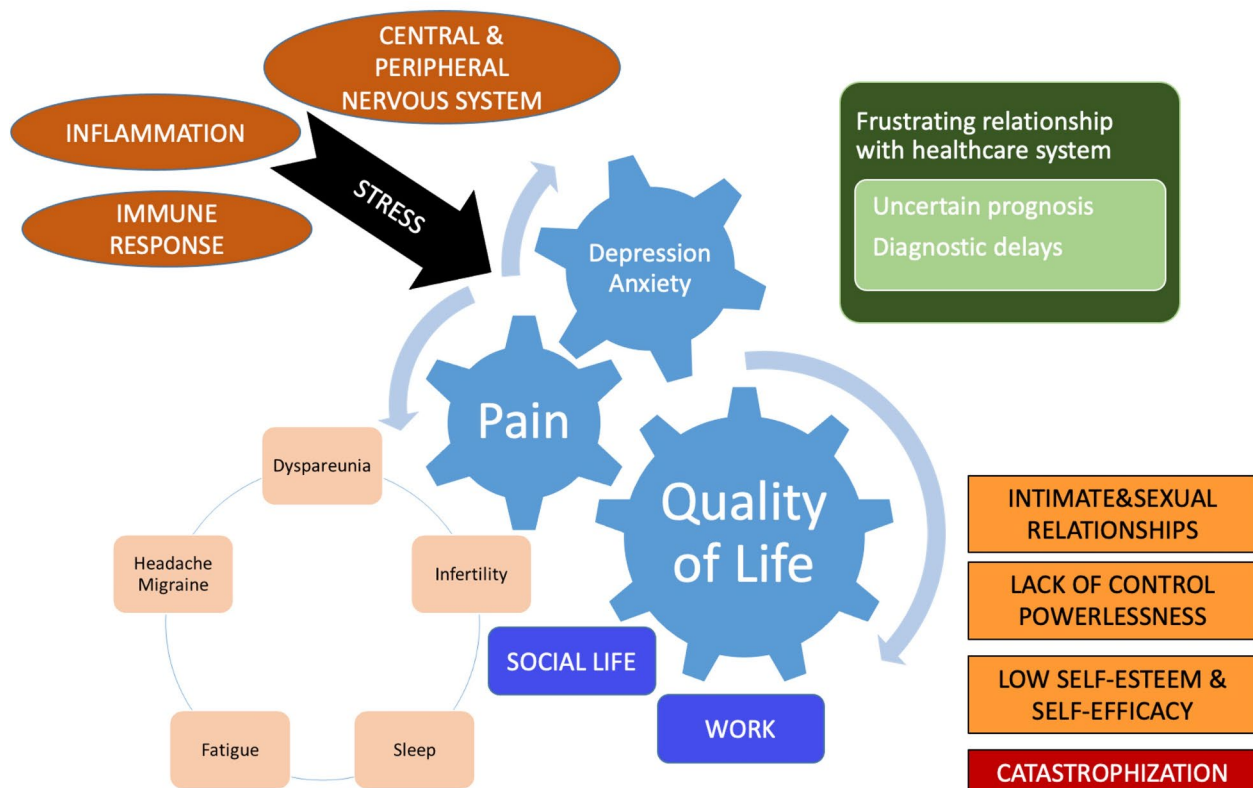 CENTRAL &
PERIPHERAL
NERVOUS SYSTEM
INFLAMMATION
IMMUNE
RESPONSE
STRESS
Frustrating relationship
with healthcare system
Uncertain prognosis
Diagnostic delays
Depression
Anxiety
Pain
Quality
of Life
Dyspareunia
Headache
Migraine
Infertility
Fatigue
Sleep
SOCIAL LIFE
WORK
INTIMATE&SEXUAL
RELATIONSHIPS
LACK OF CONTROL
POWERLESSNESS
LOW SELF-ESTEEM &
SELF-EFFICACY
CATASTROPHIZATION